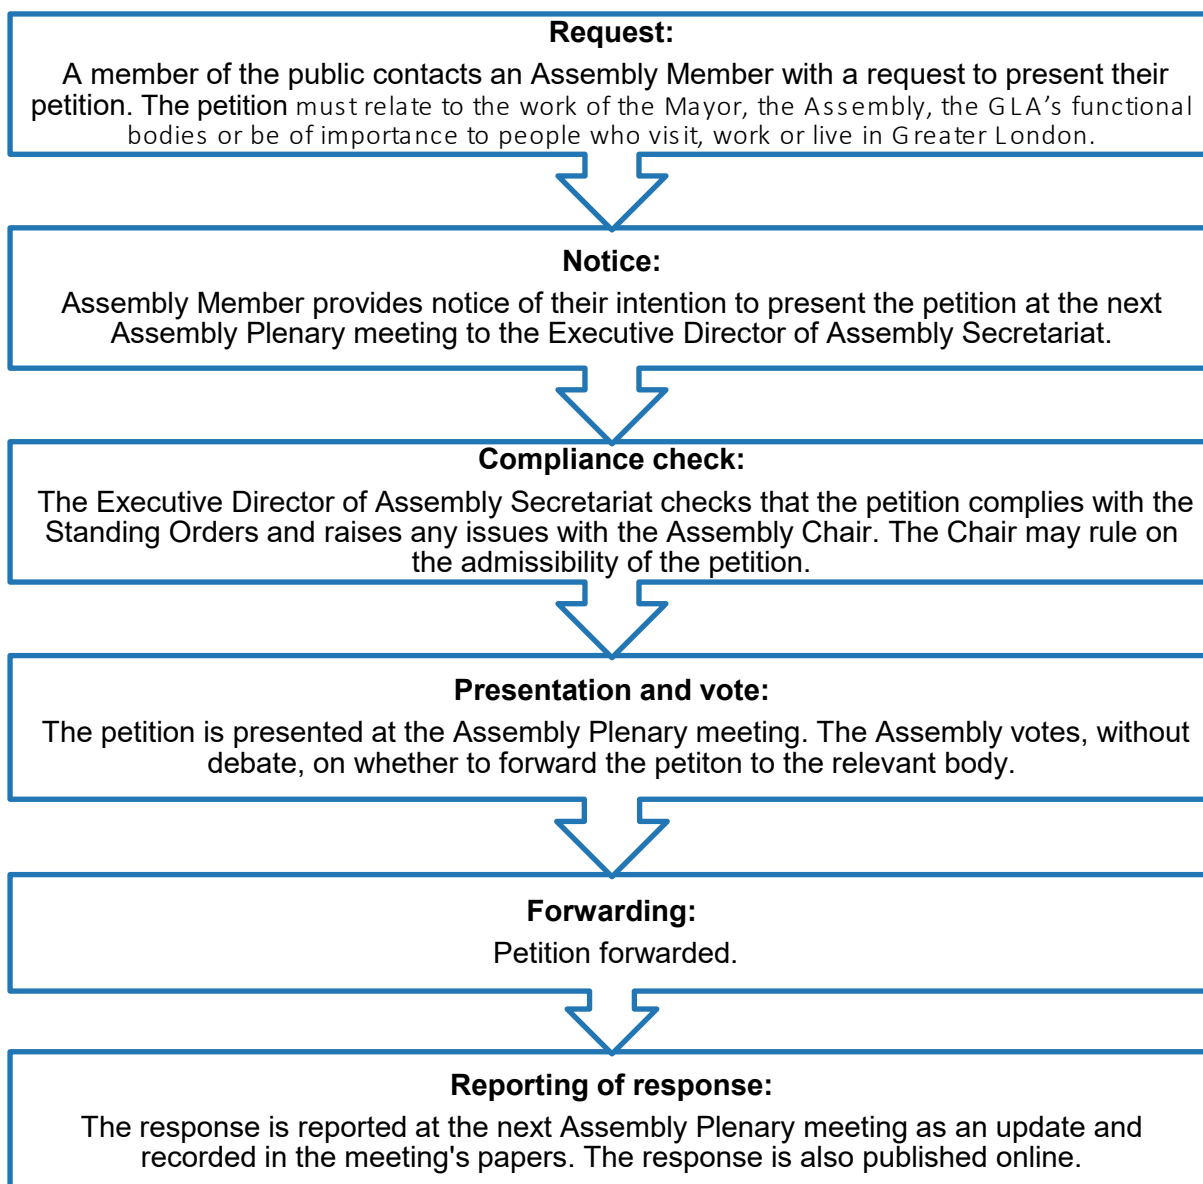 Request:
A member of the public contacts an Assembly Member with a request to present their
petition. The petition must relate to the work of the Mayor, the Assembly, the GLA’s functional
bodies or be of importance to people who visit, work or live in Greater London.
Notice:
Assembly Member provides notice of their intention to present the petition at the next
Assembly Plenary meeting to the Executive Director of Assembly Secretariat.
Compliance check:
The Executive Director of Assembly Secretariat checks that the petition complies with the
Standing Orders and raises any issues with the Assembly Chair. The Chair may rule on
the admissibility of the petition.
Presentation and vote:
The petition is presented at the Assembly Plenary meeting. The Assembly votes, without
debate, on whether to forward the petiton to the relevant body.
Forwarding:
Petition forwarded.
Reporting of response:
The response is reported at the next Assembly Plenary meeting as an update and
recorded in the meeting's papers. The response is also published online.